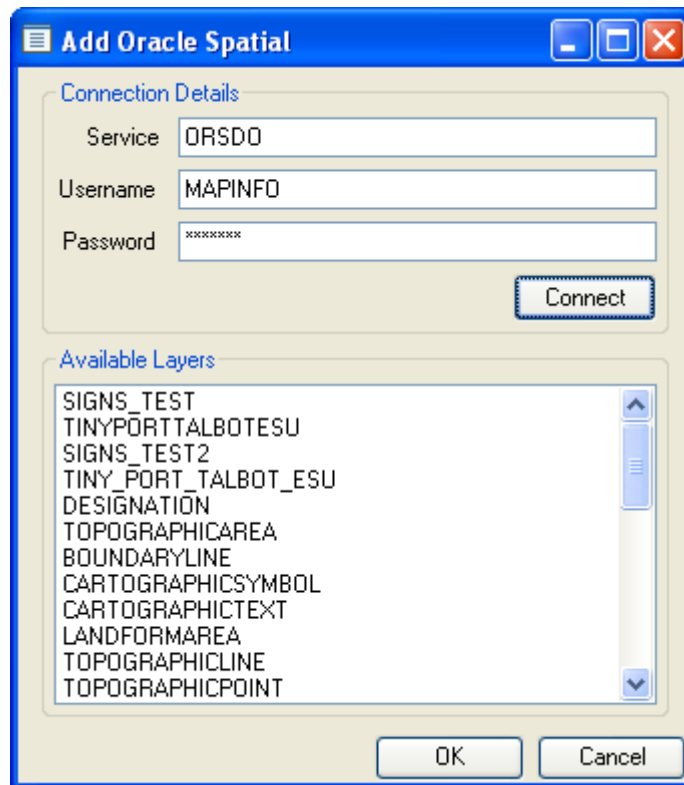 Add Oracle Spatial
Connection Details
Service ORSDO
Username MAPINFO
Password *******
Connect
Available Layers
SIGNS_TEST
TINYPORTTALBOTESU
SIGNS_TEST2
TINY_PORT_TALBOT_ESU
DESIGNATION
TOPOGRAPHICAREA
BOUNDARYLINE
CARTOGRAPHICSYMBOL
CARTOGRAPHICTEXT
LANDFORMAREA
TOPOGRAPHICLINE
TOPOGRAPHICPOINT
OK Cancel